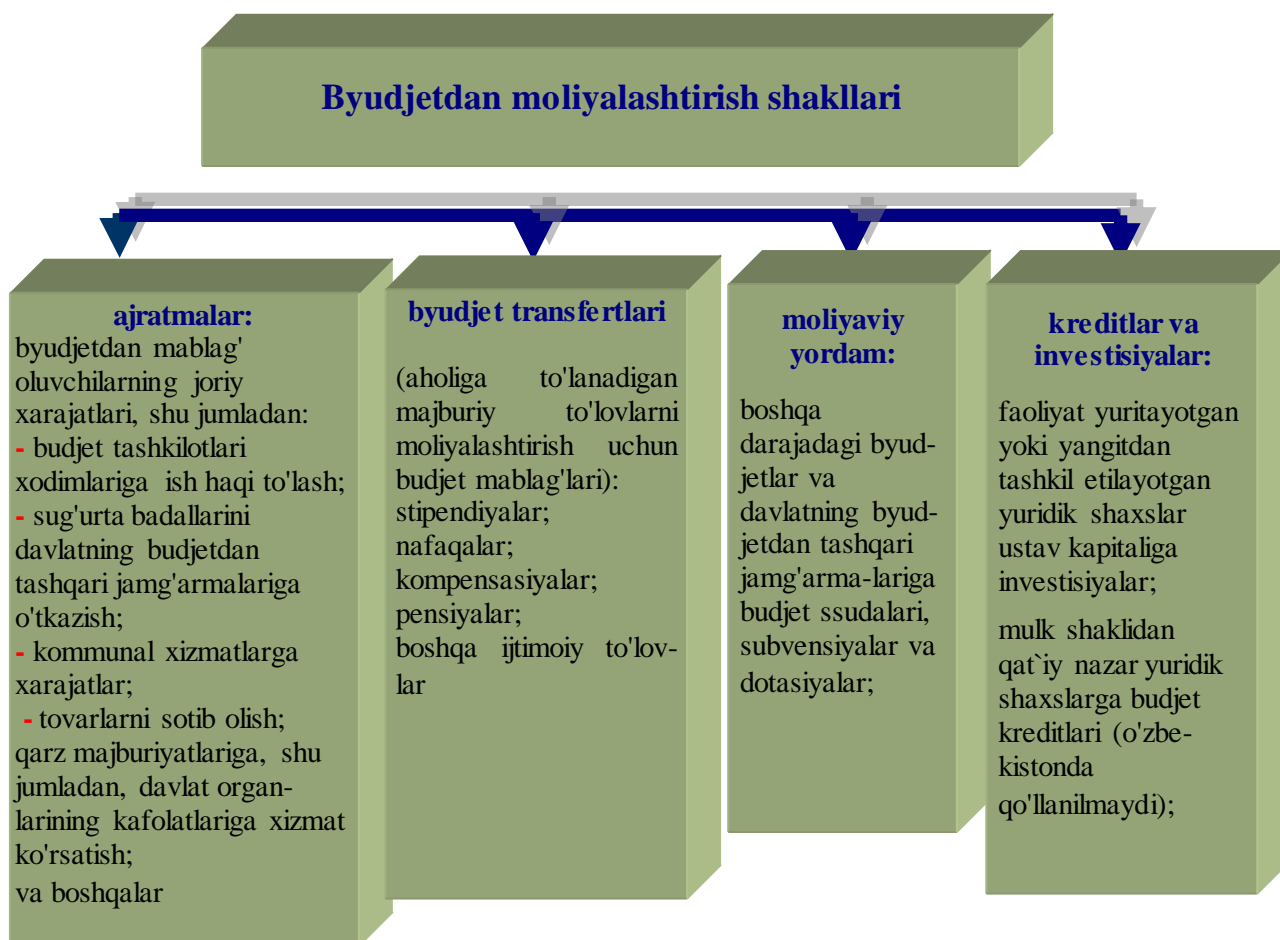 Byudjetdan moliyalashtirish shakllari
ajratmalar:
byudjetdan mablag'
oluvchilarning joriy
xarajatlari, shu jumladan:
- budjet tashkilotlari
xodimlariga ish haqi to'lash;
- sug'urta badallarini
davlatning budjetdan
tashqari jamg'armalariga
o'tkazish;
- kommunal xizmatlarga
xarajatlar;
- tovarlarni sotib olish;
qarz majburiyatlariga, shu
jumladan, davlat organ-
larining kafolatlariga xizmat
ko'rsatish;
va boshqalar
byudjet transfertlari
(aholiga to'lanadigan
majburiy to'lovlarni
moliyalashtirish uchun
budjet mablag'lari):
stipendiyalar;
nafaqalar;
kompensasiyalar;
pensiyalar;
boshqa ijtimoiy to'lov-
lar
moliyaviy
yordam:
boshqa
darajadagi byud-
jetlar va
davlatning byud-
jetdan tashqari
jamg'arma-lariga
budjet ssudalari,
subvensiyalar va
dotasiyalar;
kreditlar va
investisiyalar:
faoliyat yuritayotgan
yoki yangitdan
tashkil etilayotgan
yuridik shaxslar
ustav kapitaliga
investisiyalar;
mulk shaklidan
qat`iy nazar yuridik
shaxslarga budjet
kreditlari (o'zbe-
kistonda
qo'llanilmaydi);